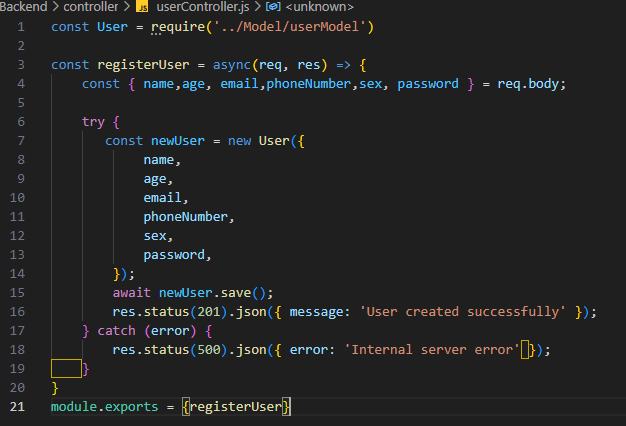 Backend > controller > JS userController.js > <unknown>
1 const User = require('../Model/userModel')
2
3 const registerUser = async(req, res) => {
4 const { name,age, email,phoneNumber,sex, password } = req.body;
5
6 try {
7 const newUser = new User({
8 name,
9 age,
10 email,
11 phoneNumber,
12 sex,
13 password,
14 });
15 await newUser.save();
16 res.status(201).json({ message: 'User created successfully' });
17 } catch (error) {
18 res.status(500).json({ error: 'Internal server error' });
19 }
20 }
21 module.exports = {registerUser}